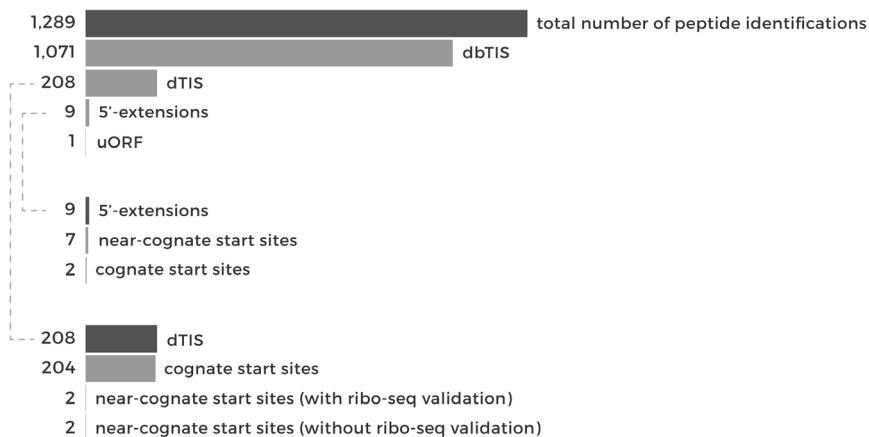 1,289 total number of peptide identifications
1,071 dbTIS
208 dTIS
9 5’-extensions
1 uORF
9 5’-extensions
7 near-cognate start sites
2 cognate start sites
208 dTIS
204 cognate start sites
2 near-cognate start sites (with ribo-seq validation)
2 near-cognate start sites (without ribo-seq validation)